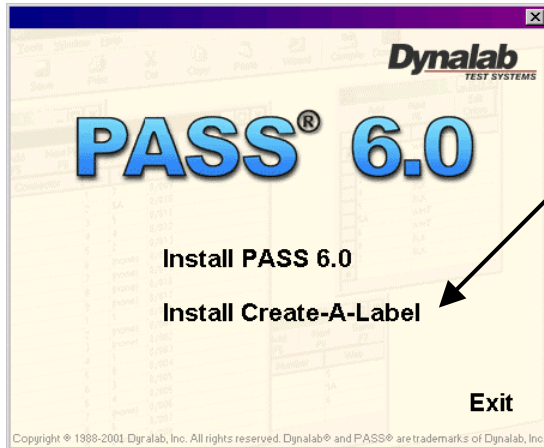 Dynalab
TEST SYSTEMS
PASS® 6.0
Install PASS 6.0
Install Create-A-Label
Exit
Copyright © 1988-2001 Dynalab, Inc. All rights reserved. Dynalab® and PASS® are trademarks of Dynalab, Inc.